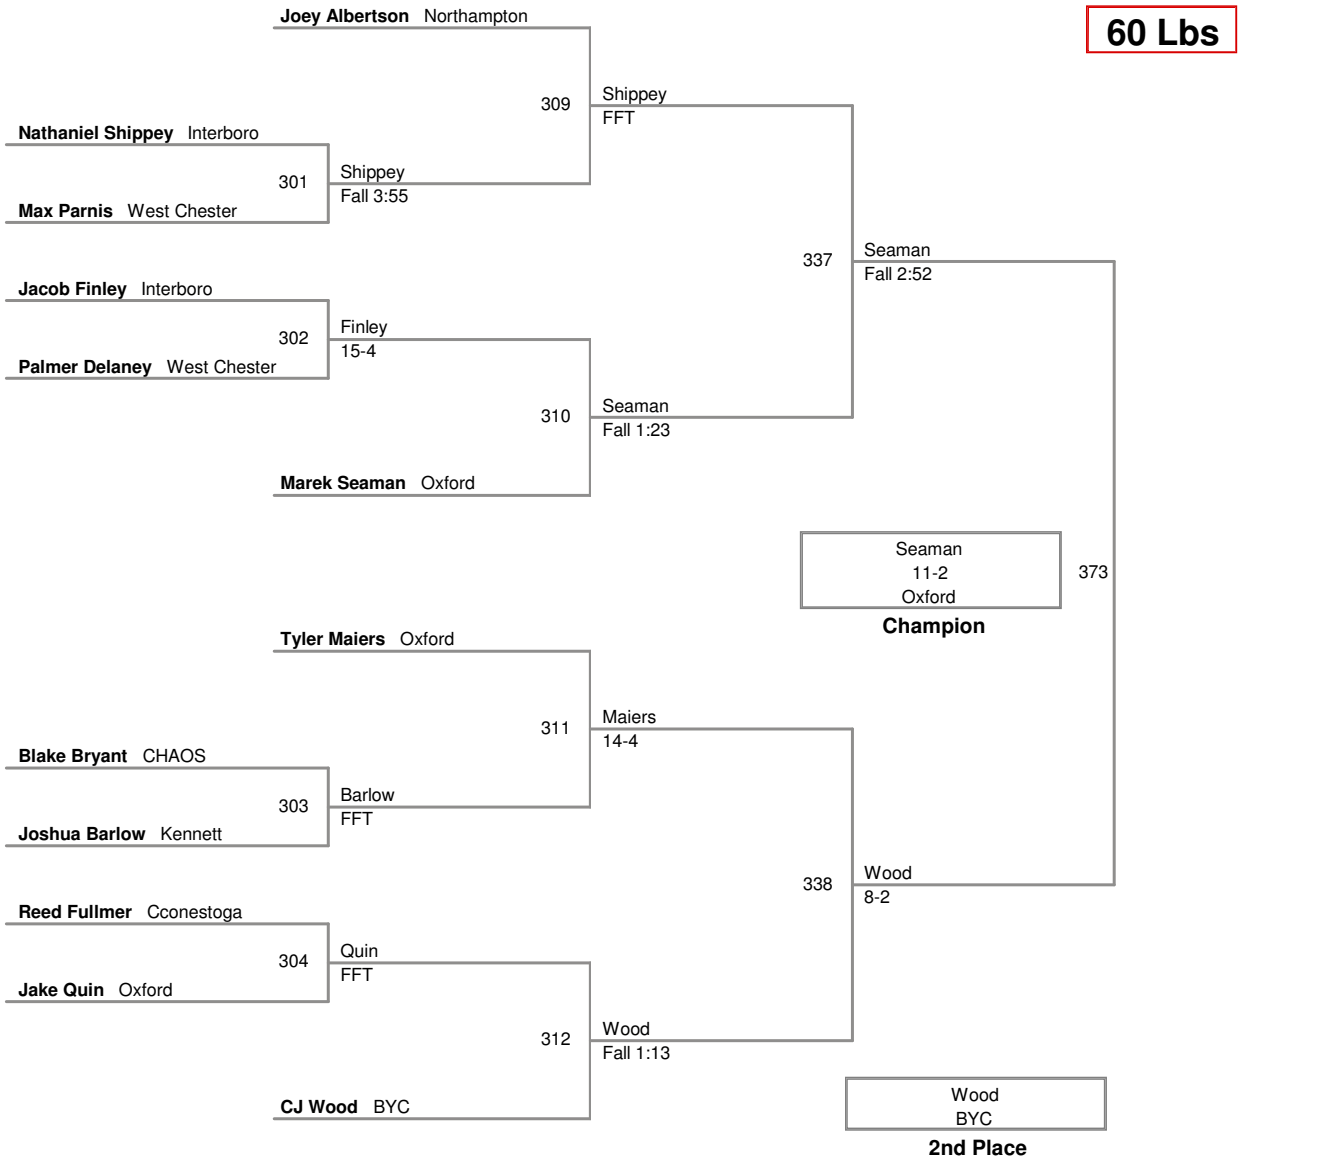 Joey Albertson Northampton
60 Lbs
309
Shippey
FFT
Nathaniel Shippey Interboro
301
Shippey
Fall 3:55
Max Parnis West Chester
337
Seaman
Fall 2:52
Jacob Finley Interboro
302
Finley
15-4
Palmer Delaney West Chester
310
Seaman
Fall 1:23
Marek Seaman Oxford
Seaman
11-2
Oxford
373
Champion
Tyler Maiers Oxford
311
Maiers
14-4
Blake Bryant CHAOS
303
Barlow
FFT
Joshua Barlow Kennett
338
Wood
8-2
Reed Fullmer Cconestoga
304
Quin
FFT
Jake Quin Oxford
312
Wood
Fall 1:13
CJ Wood BYC
Wood
BYC
2nd Place